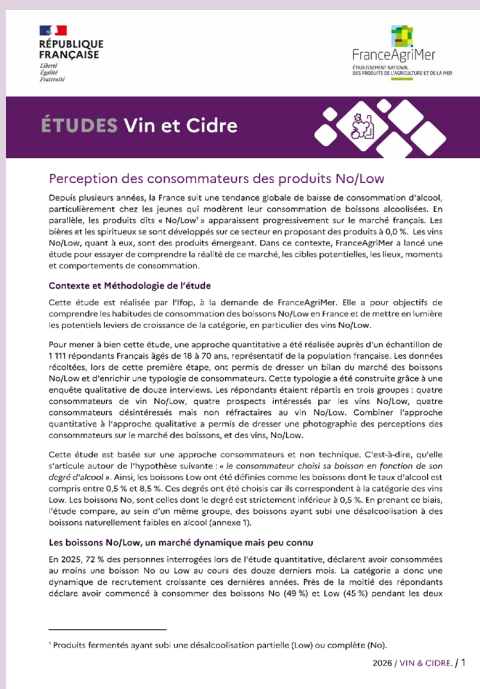 RÉPUBLIQUE
FRANÇAISE
Liberté
Égalité
Fraternité
FranceAgriMer
ÉTABLISSEMENT NATIONAL
DES PRODUITS DE L'AGRICULTURE ET DE LA MER
ÉTUDES Vin et Cidre
Perception des consommateurs des produits No/Low
Depuis plusieurs années, la France suit une tendance globale de baisse de consommation d'alcool,
particulièrement chez les jeunes qui modèrent leur consommation de boissons alcoolisées. En
parallèle, les produits dits « No/Low¹ » apparaissent progressivement sur le marché français. Les
bières et les spiritueux se sont développés sur ce secteur en proposant des produits à 0,0 %. Les vins
No/Low, quant à eux, sont des produits émergeant. Dans ce contexte, FranceAgriMer a lancé une
étude pour essayer de comprendre la réalité de ce marché, les cibles potentielles, les lieux, moments
et comportements de consommation.
Contexte et Méthodologie de l'étude
Cette étude est réalisée par l'Ifop, à la demande de FranceAgriMer. Elle a pour objectifs de
comprendre les habitudes de consommation des boissons No/Low en France et de mettre en lumière
les potentiels leviers de croissance de la catégorie, en particulier des vins No/Low.
Pour mener à bien cette étude, une approche quantitative a été réalisée auprès d'un échantillon de
1 111 répondants Français âgés de 18 à 70 ans, représentatif de la population française. Les données
récoltées, lors de cette première étape, ont permis de dresser un bilan du marché des boissons
No/Low et d'enrichir une typologie de consommateurs. Cette typologie a été construite grâce à une
enquête qualitative de douze interviews. Les répondants étaient répartis en trois groupes : quatre
consommateurs de vin No/Low, quatre prospects intéressés par les vins No/Low, quatre
consommateurs désintéressés mais non réfractaires au vin No/Low. Combiner l'approche
quantitative à l'approche qualitative a permis de dresser une photographie des perceptions des
consommateurs sur le marché des boissons, et des vins, No/Low.
Cette étude est basée sur une approche consommateurs et non technique. C'est-à-dire, qu'elle
s'articule autour de l'hypothèse suivante : « le consommateur choisi sa boisson en fonction de son
degré d'alcool ». Ainsi, les boissons Low ont été définies comme les boissons dont le taux d'alcool est
compris entre 0,5 % et 8,5 %. Ces degrés ont été choisis car ils correspondent à la catégorie des vins
Low. Les boissons No, sont celles dont le degré est strictement inférieur à 0,5 %. En prenant ce biais,
l'étude compare, au sein d'un même groupe, des boissons ayant subi une désalcoolisation à des
boissons naturellement faibles en alcool (annexe 1).
Les boissons No/Low, un marché dynamique mais peu connu
En 2025, 72 % des personnes interrogées lors de l'étude quantitative, déclarent avoir consommées
au moins une boisson No ou Low au cours des douze derniers mois. La catégorie a donc une
dynamique de recrutement croissante ces dernières années. Près de la moitié des répondants
déclare avoir commencé à consommer des boissons No (49 %) et Low (45 %) pendant les deux
¹ Produits fermentés ayant subi une désalcoolisation partielle (Low) ou complète (No).
2026 / VIN & CIDRE. / 1